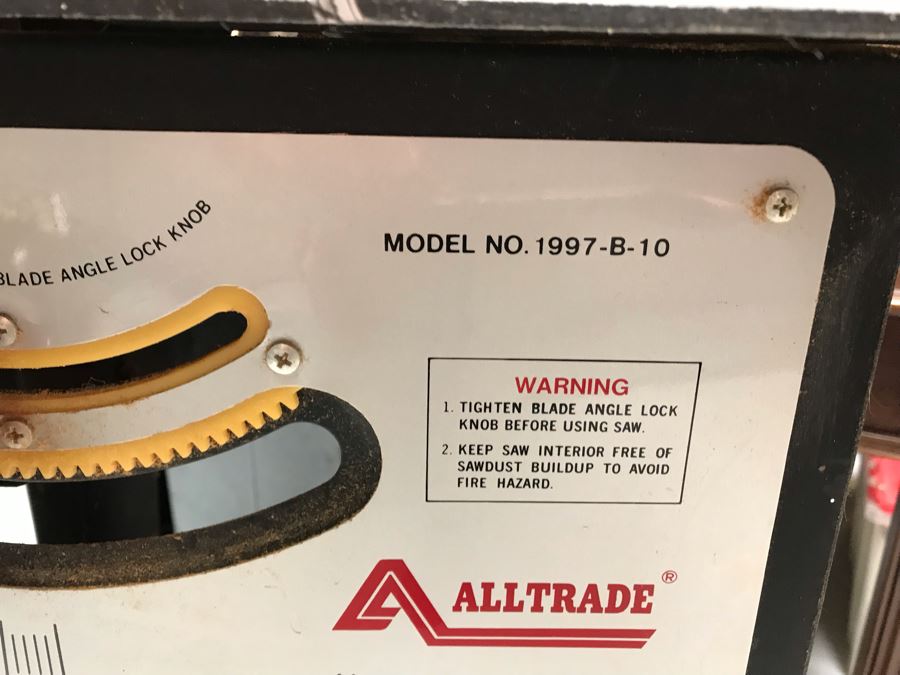 BLADE ANGLE LOCK KNOB
MODEL NO. 1997-B-10
WARNING
1. TIGHTEN BLADE ANGLE LOCK
KNOB BEFORE USING SAW.
2. KEEP SAW INTERIOR FREE OF
SAWDUST BUILDUP TO AVOID
FIRE HAZARD.
ALLTRADE®